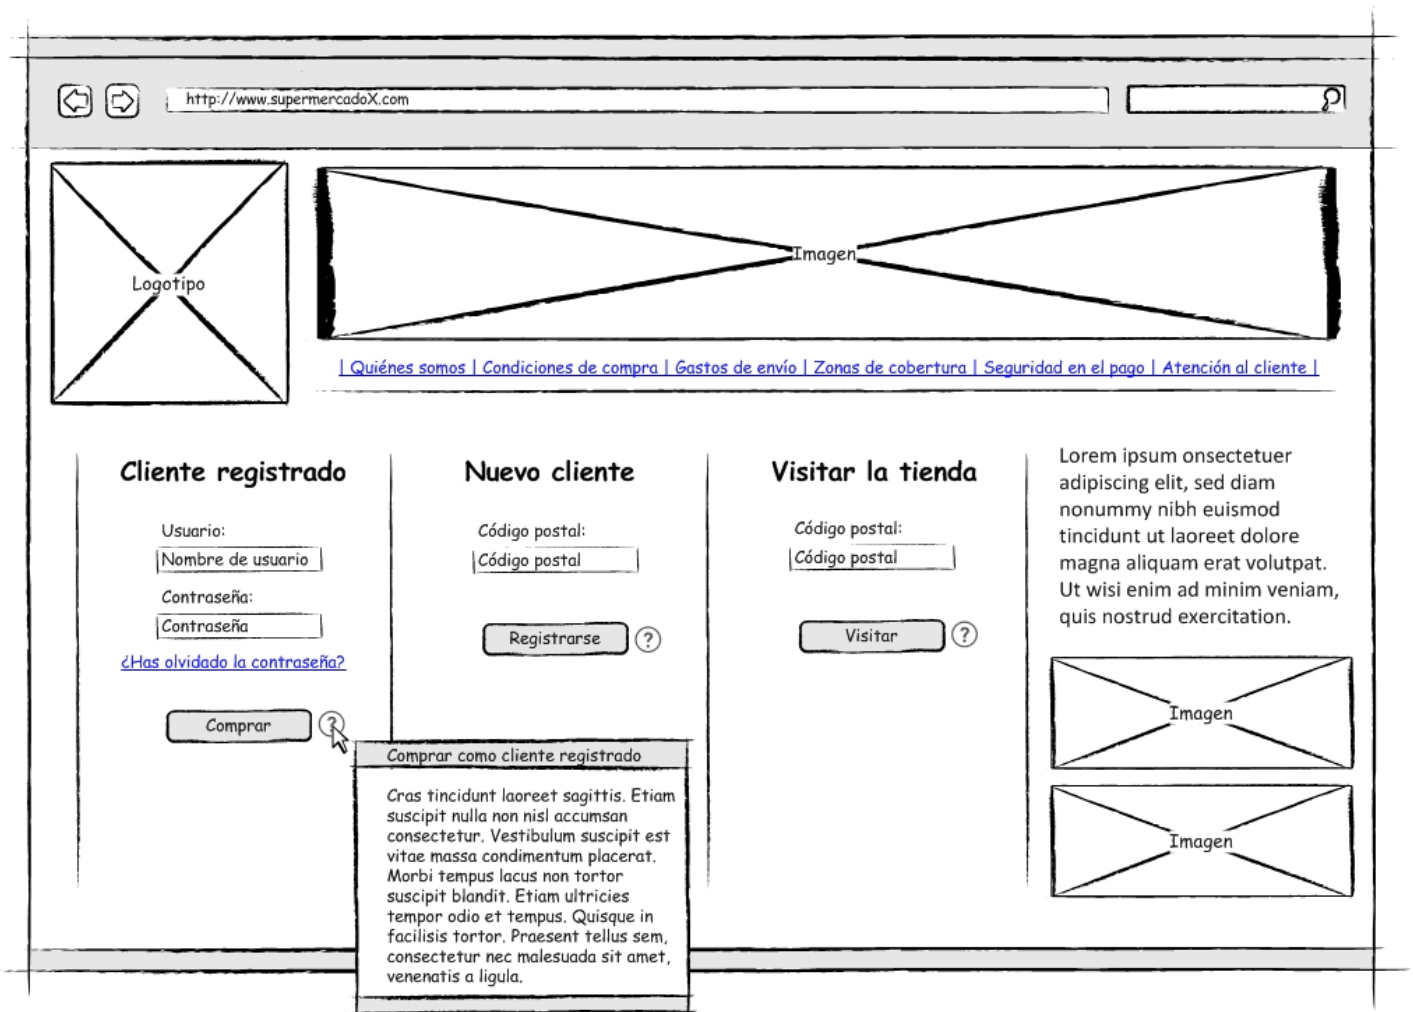 http://www.supermercadoX.com
Logotipo
Imagen
| Quiénes somos | Condiciones de compra | Gastos de envío | Zonas de cobertura | Seguridad en el pago | Atención al cliente |
Cliente registrado
Usuario:
Nombre de usuario
Contraseña:
Contraseña
¿Has olvidado la contraseña?
Comprar
?
Comprar como cliente registrado
Cras tincidunt laoreet sagittis. Etiam
suscipit nulla non nisl accumsan
consectetur. Vestibulum suscipit est
vitae massa condimentum placerat.
Morbi tempus lacus non tortor
suscipit blandit. Etiam ultricies
tempor odio et tempus. Quisque in
facilisis tortor. Praesent tellus sem,
consectetur nec malesuada sit amet,
venenatis a ligula.
Nuevo cliente
Código postal:
Código postal
Registrarse
?
Visitar la tienda
Código postal:
Código postal
Visitar
?
Lorem ipsum onsectetuer
adipiscing elit, sed diam
nonummy nibh euismod
tincidunt ut laoreet dolore
magna aliquam erat volutpat.
Ut wisi enim ad minim veniam,
quis nostrud exercitation.
Imagen
Imagen